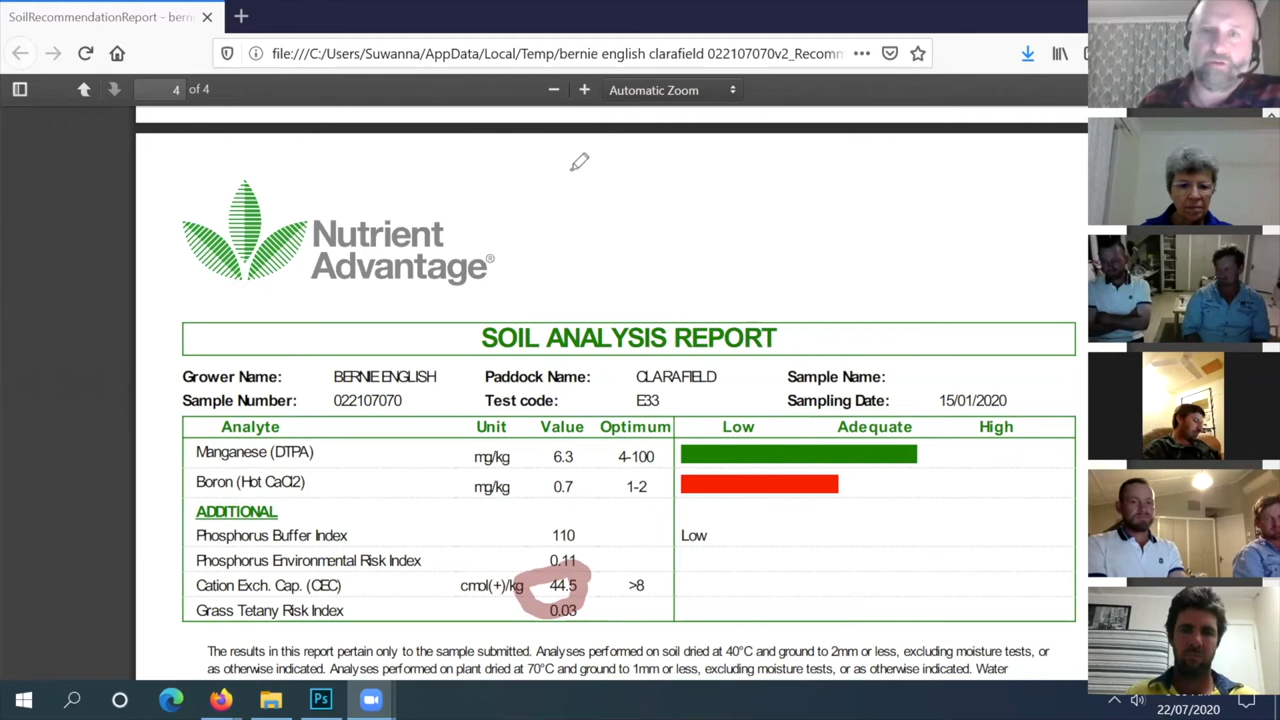 SoilRecommendationReport - bern
file:///C:/Users/Suwanna/AppData/Local/Temp/bernie english clarafield 022107070v2_Recomm
4 of 4
Automatic Zoom
Nutrient
Advantage®
SOIL ANALYSIS REPORT
Grower Name: BERNIE ENGLISH Paddock Name: CLARAFIELD Sample Name:
Sample Number: 022107070 Test code: E33 Sampling Date: 15/01/2020
Analyte Unit Value Optimum Low Adequate High
Manganese (DTPA) mg/kg 6.3 4-100
Boron (Hot CaCl2) mg/kg 0.7 1-2
ADDITIONAL
Phosphorus Buffer Index 110 Low
Phosphorus Environmental Risk Index 0.11
Cation Exch. Cap. (CEC) cmol(+)/kg 44.5 >8
Grass Tetany Risk Index 0.03
The results in this report pertain only to the sample submitted. Analyses performed on soil dried at 40°C and ground to 2mm or less, excluding moisture tests, or
as otherwise indicated. Analyses performed on plant dried at 70°C and ground to 1mm or less, excluding moisture tests, or as otherwise indicated. Water
Ps
22/07/2020